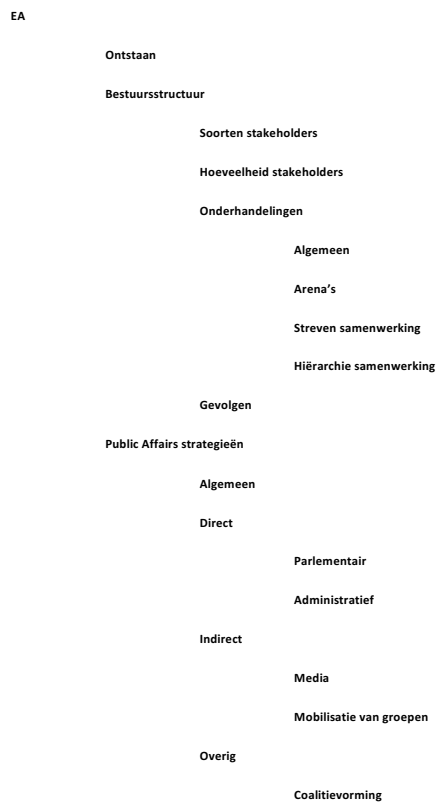 EA
Ontstaan
Bestuursstructuur
Soorten stakeholders
Hoeveelheid stakeholders
Onderhandelingen
Algemeen
Arena’s
Streven samenwerking
Hiërarchie samenwerking
Gevolgen
Public Affairs strategieën
Algemeen
Direct
Parlementair
Administratief
Indirect
Media
Mobilisatie van groepen
Overig
Coalitievorming